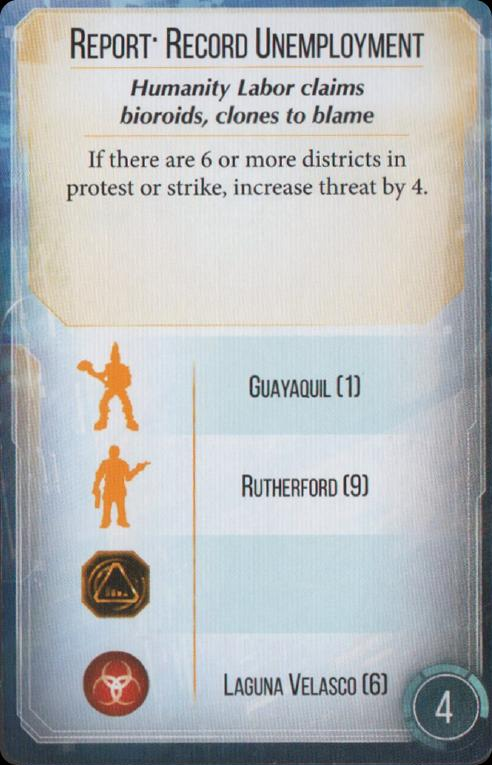 REPORT: RECORD UNEMPLOYMENT
Humanity Labor claims
bioroids, clones to blame
If there are 6 or more districts in
protest or strike, increase threat by 4.
GUAYAQUIL (1)
RUTHERFORD (9)
LAGUNA VELASCO (6)
4